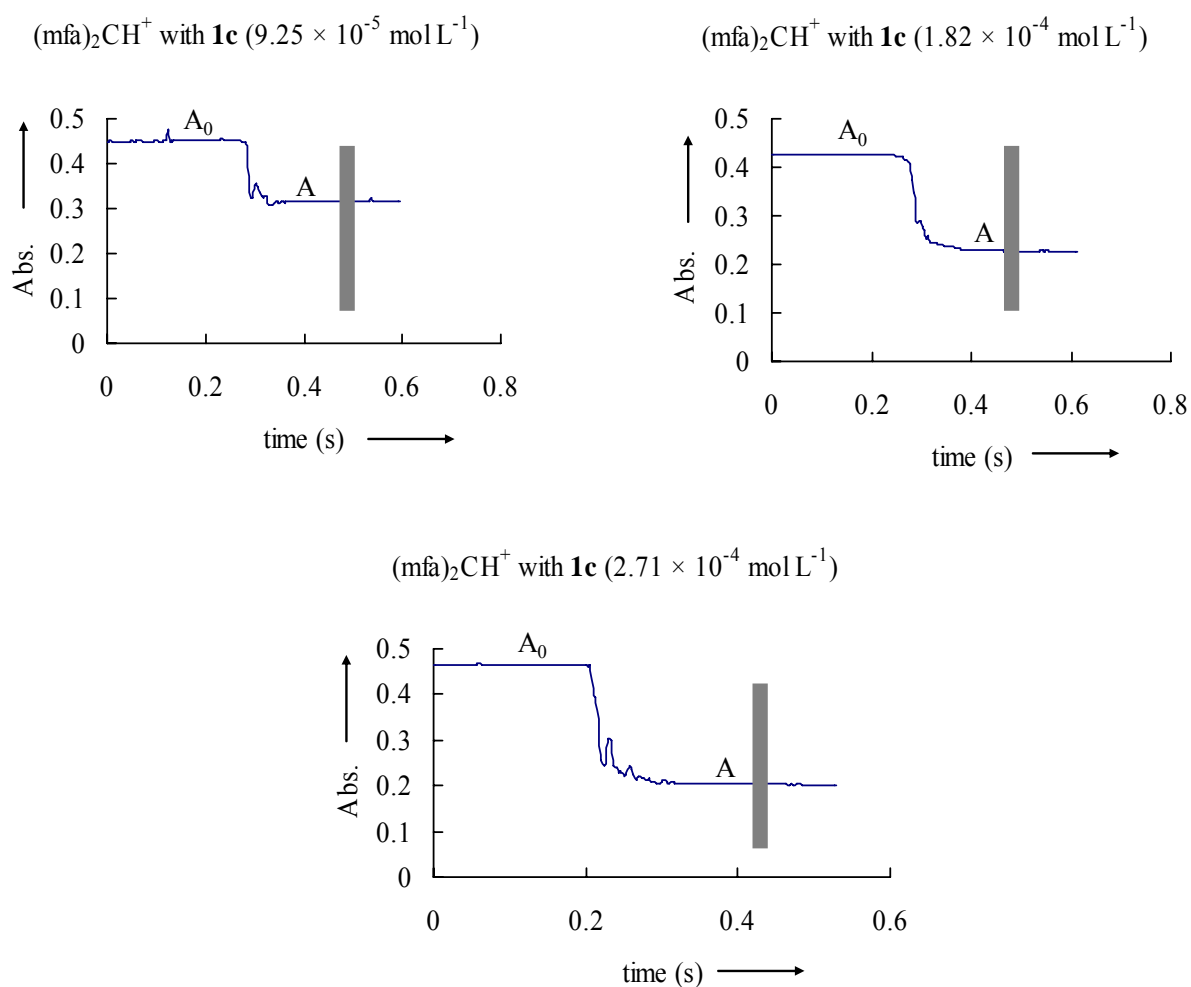 (mfa)₂CH⁺ with 1c (9.25 × 10⁻⁵ mol L⁻¹)
0.5
0.4
0.3
0.2
0.1
0
Abs.
A₀
A
0 0.2 0.4 0.6 0.8
time (s)
(mfa)₂CH⁺ with 1c (1.82 × 10⁻⁴ mol L⁻¹)
0.5
0.4
0.3
0.2
0.1
0
Abs.
A₀
A
0 0.2 0.4 0.6 0.8
time (s)
(mfa)₂CH⁺ with 1c (2.71 × 10⁻⁴ mol L⁻¹)
0.5
0.4
0.3
0.2
0.1
0
Abs.
A₀
A
0 0.2 0.4 0.6
time (s)